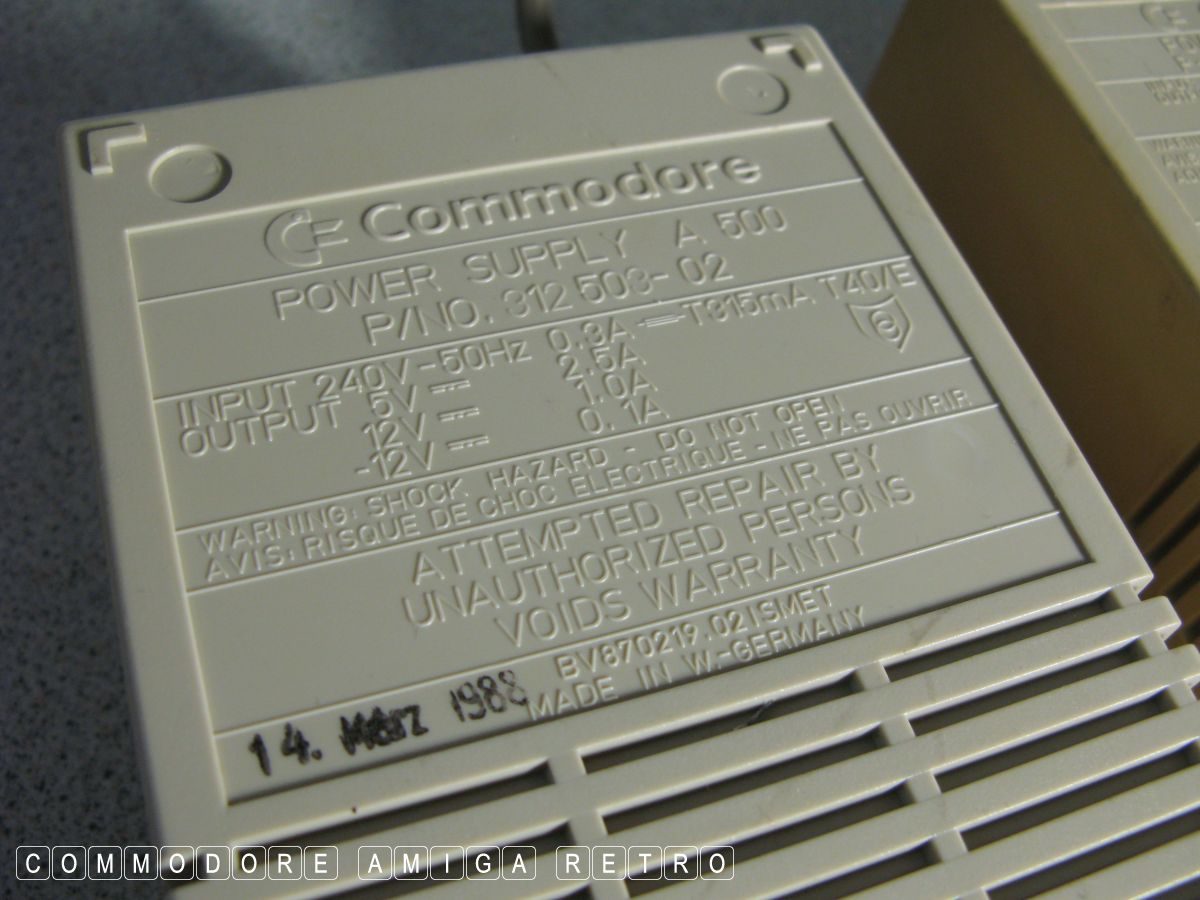 Commodore
POWER SUPPLY A 500
P/NO. 312 503-02
INPUT 240V~50Hz 0.3A T315mA T40/E
OUTPUT 5V 2.5A
12V 1.0A
-12V 0.1A
WARNING: SHOCK HAZARD - DO NOT OPEN
AVIS: RISQUE DE CHOC ELECTRIQUE - NE PAS OUVRIR
ATTEMPTED REPAIR BY
UNAUTHORIZED PERSONS
VOIDS WARRANTY
BV870219.02 ISMET
MADE IN W.-GERMANY
14. März 1988
COMMODORE AMIGA RETRO